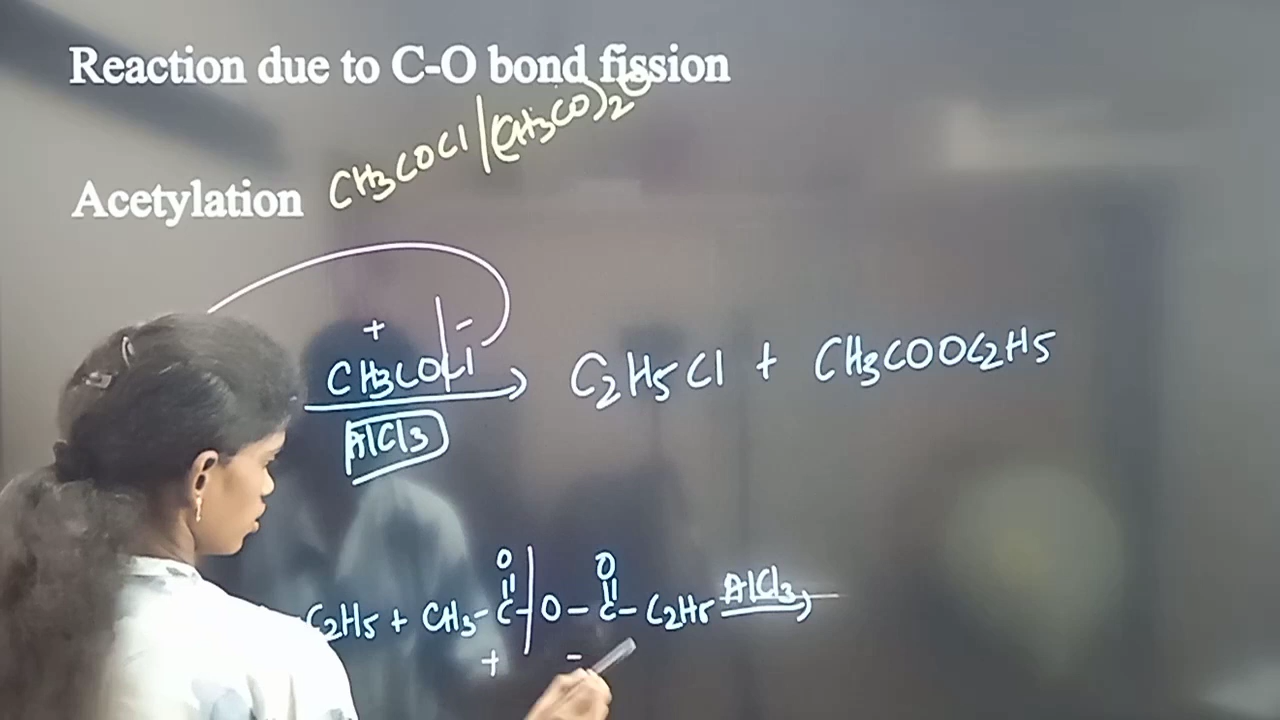 Reaction due to C-O bond fission
CH3COCl / (CH3CO)2O
Acetylation
+ -
CH3COCl
AlCl3
C2H5Cl + CH3COOC2H5
O O
C2H5 + CH3-C-O-C-C2H5 AlCl3
+ -